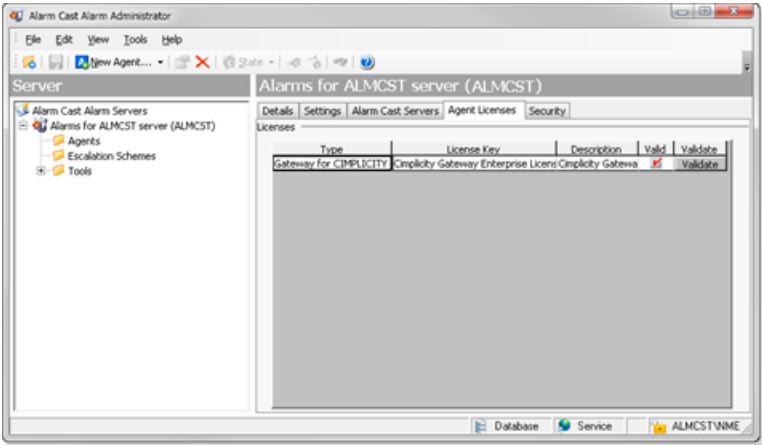 Alarm Cast Alarm Administrator
File Edit View Tools Help
New Agent... State
Server
Alarms for ALMCST server (ALMCST)
Alarm Cast Alarm Servers
Alarms for ALMCST server (ALMCST)
Agents
Escalation Schemes
Tools
Details Settings Alarm Cast Servers Agent Licenses Security
Licenses
Type License Key Description Valid Validate
Gateway for CIMPLICITY Cimplicity Gateway Enterprise Licens Cimplicity Gatewa Validate
Database Service ALMCST\NME